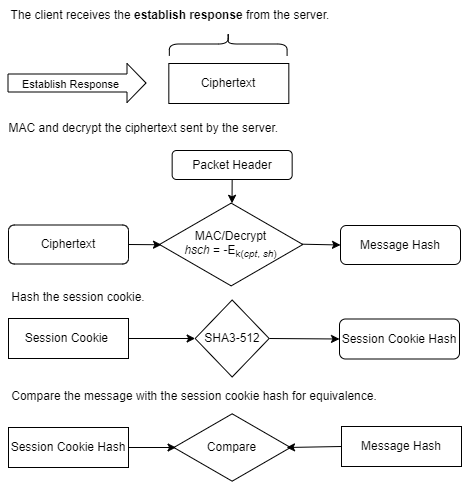 The client receives the establish response from the server.
Establish Response
Ciphertext
MAC and decrypt the ciphertext sent by the server.
Packet Header
Ciphertext
MAC/Decrypt
hsch = -Ek(cpt, sh)
Message Hash
Hash the session cookie.
Session Cookie
SHA3-512
Session Cookie Hash
Compare the message with the session cookie hash for equivalence.
Session Cookie Hash
Compare
Message Hash